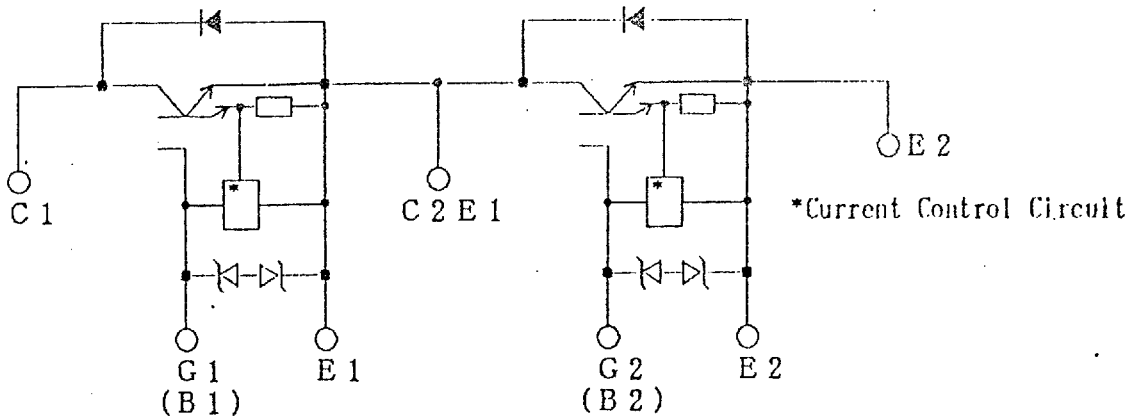 *
*
E 2
C 1
C 2 E 1
*Current Control Circuit
G 1
(B 1)
E 1
G 2
(B 2)
E 2